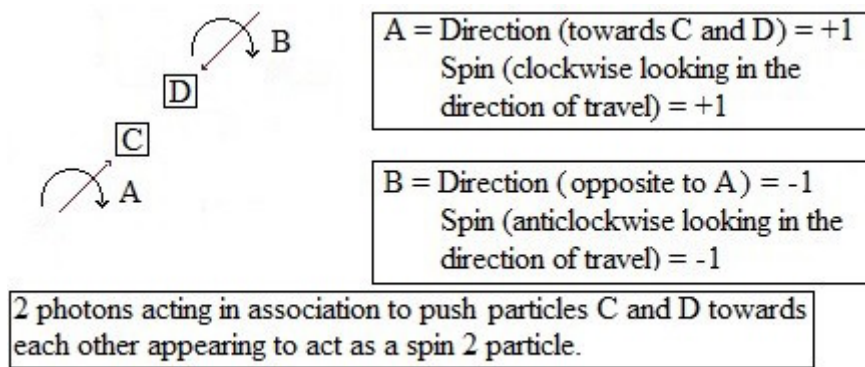 B
D
C
A
A = Direction (towards C and D) = +1
Spin (clockwise looking in the
direction of travel) = +1
B = Direction (opposite to A) = -1
Spin (anticlockwise looking in the
direction of travel) = -1
2 photons acting in association to push particles C and D towards
each other appearing to act as a spin 2 particle.